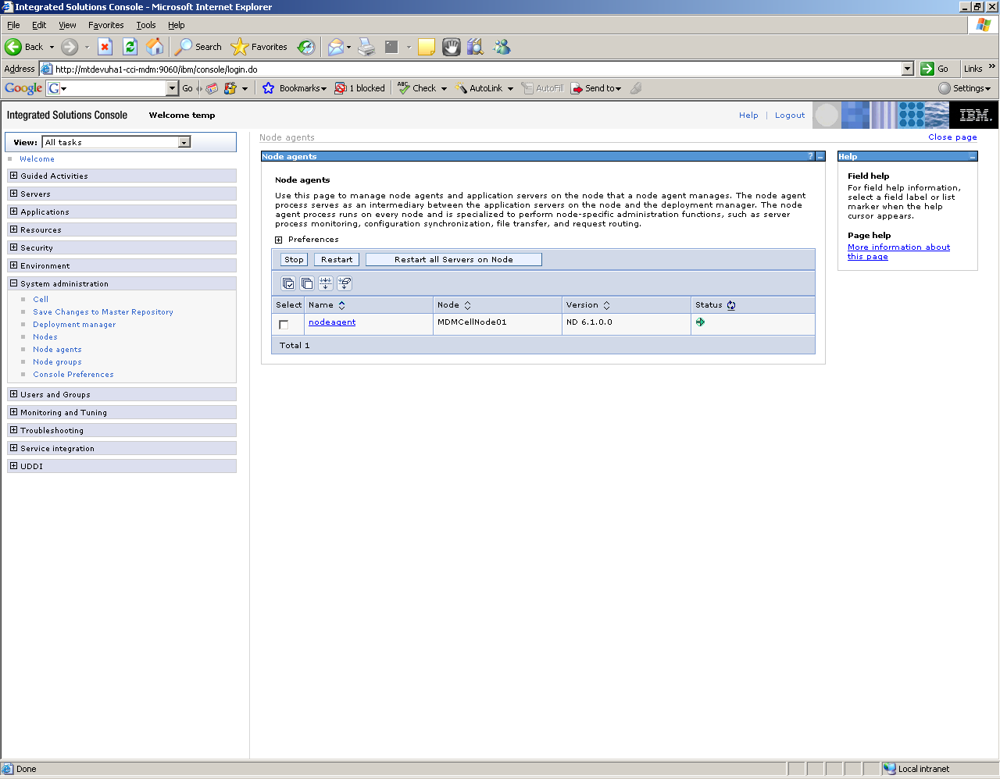 Integrated Solutions Console - Microsoft Internet Explorer
File Edit View Favorites Tools Help
Back Search Favorites
Address http://mtdevuha1-cci-mdm:9060/ibm/console/login.do Go Links »
Google G Go Bookmarks 1 blocked ABC Check AutoLink AutoFill Send to Settings
Integrated Solutions Console Welcome temp Help | Logout IBM.
View: All tasks
Welcome
Guided Activities
Servers
Applications
Resources
Security
Environment
System administration
Cell
Save Changes to Master Repository
Deployment manager
Nodes
Node agents
Node groups
Console Preferences
Users and Groups
Monitoring and Tuning
Troubleshooting
Service integration
UDDI
Node agents Close page
Node agents ?
Node agents
Use this page to manage node agents and application servers on the node that a node agent manages. The node agent
process serves as an intermediary between the application servers on the node and the deployment manager. The node
agent process runs on every node and is specialized to perform node-specific administration functions, such as server
process monitoring, configuration synchronization, file transfer, and request routing.
Preferences
Stop Restart Restart all Servers on Node
Select Name Node Version Status
nodeagent MDMCellNode01 ND 6.1.0.0
Total 1
Help
Field help
For field help information,
select a field label or list
marker when the help
cursor appears.
Page help
More information about
this page
Done Local intranet